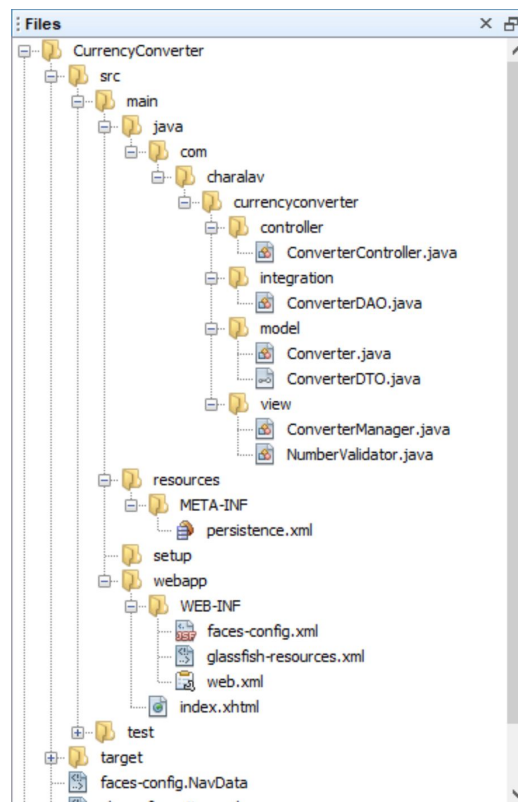 Files
CurrencyConverter
src
main
java
com
charalav
currencyconverter
controller
ConverterController.java
integration
ConverterDAO.java
model
Converter.java
ConverterDTO.java
view
ConverterManager.java
NumberValidator.java
resources
META-INF
persistence.xml
setup
webapp
WEB-INF
faces-config.xml
glassfish-resources.xml
web.xml
index.xhtml
test
target
faces-config.NavData